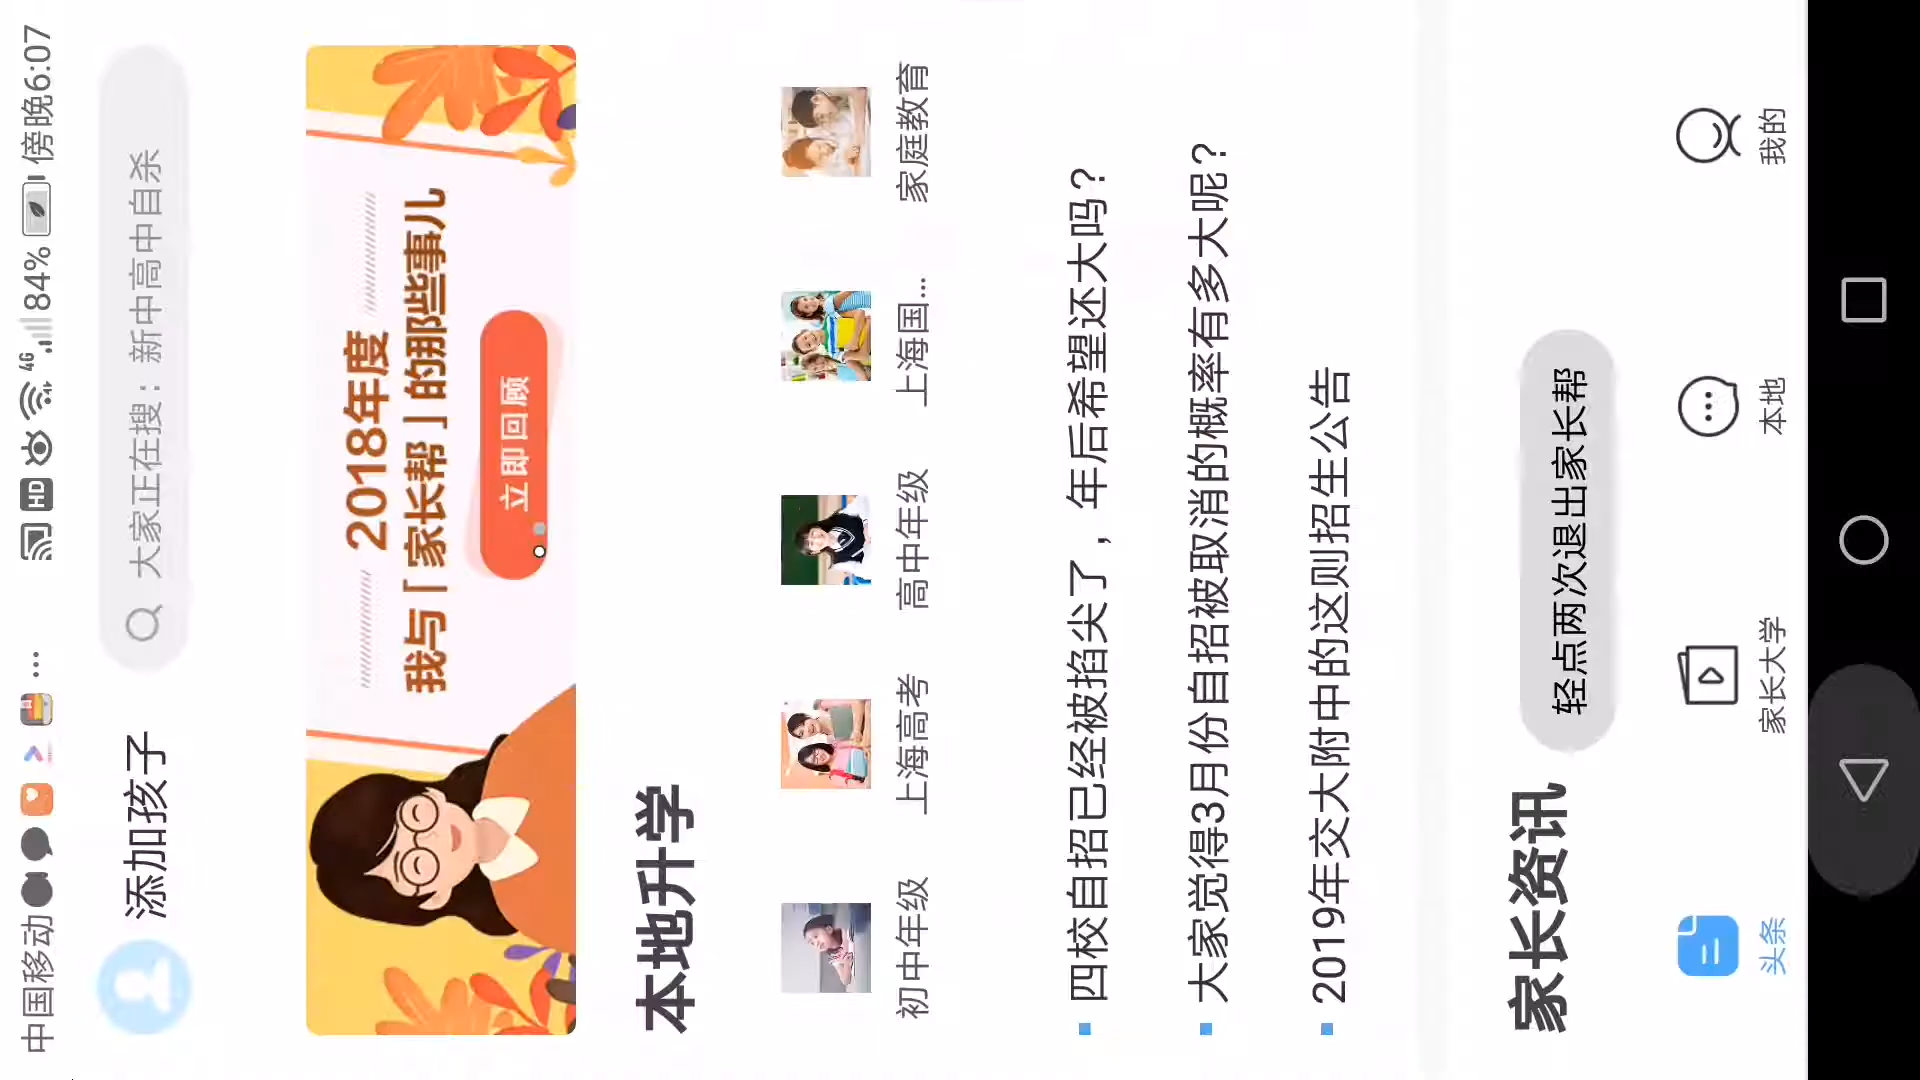 中国移动 ... HD 4G 84% 傍晚6:07
添加孩子 大家正在搜：新中高中自杀
2018年度
我与「家长帮」的那些事儿
立即回顾
本地升学
初中年级 上海高考 高中年级 上海国... 家庭教育
四校自招已经被掐尖了，年后希望还大吗？
大家觉得3月份自招被取消的概率有多大呢？
2019年交大附中的这则招生公告
家长资讯
轻点两次退出家长帮
头条 家长大学 本地 我的